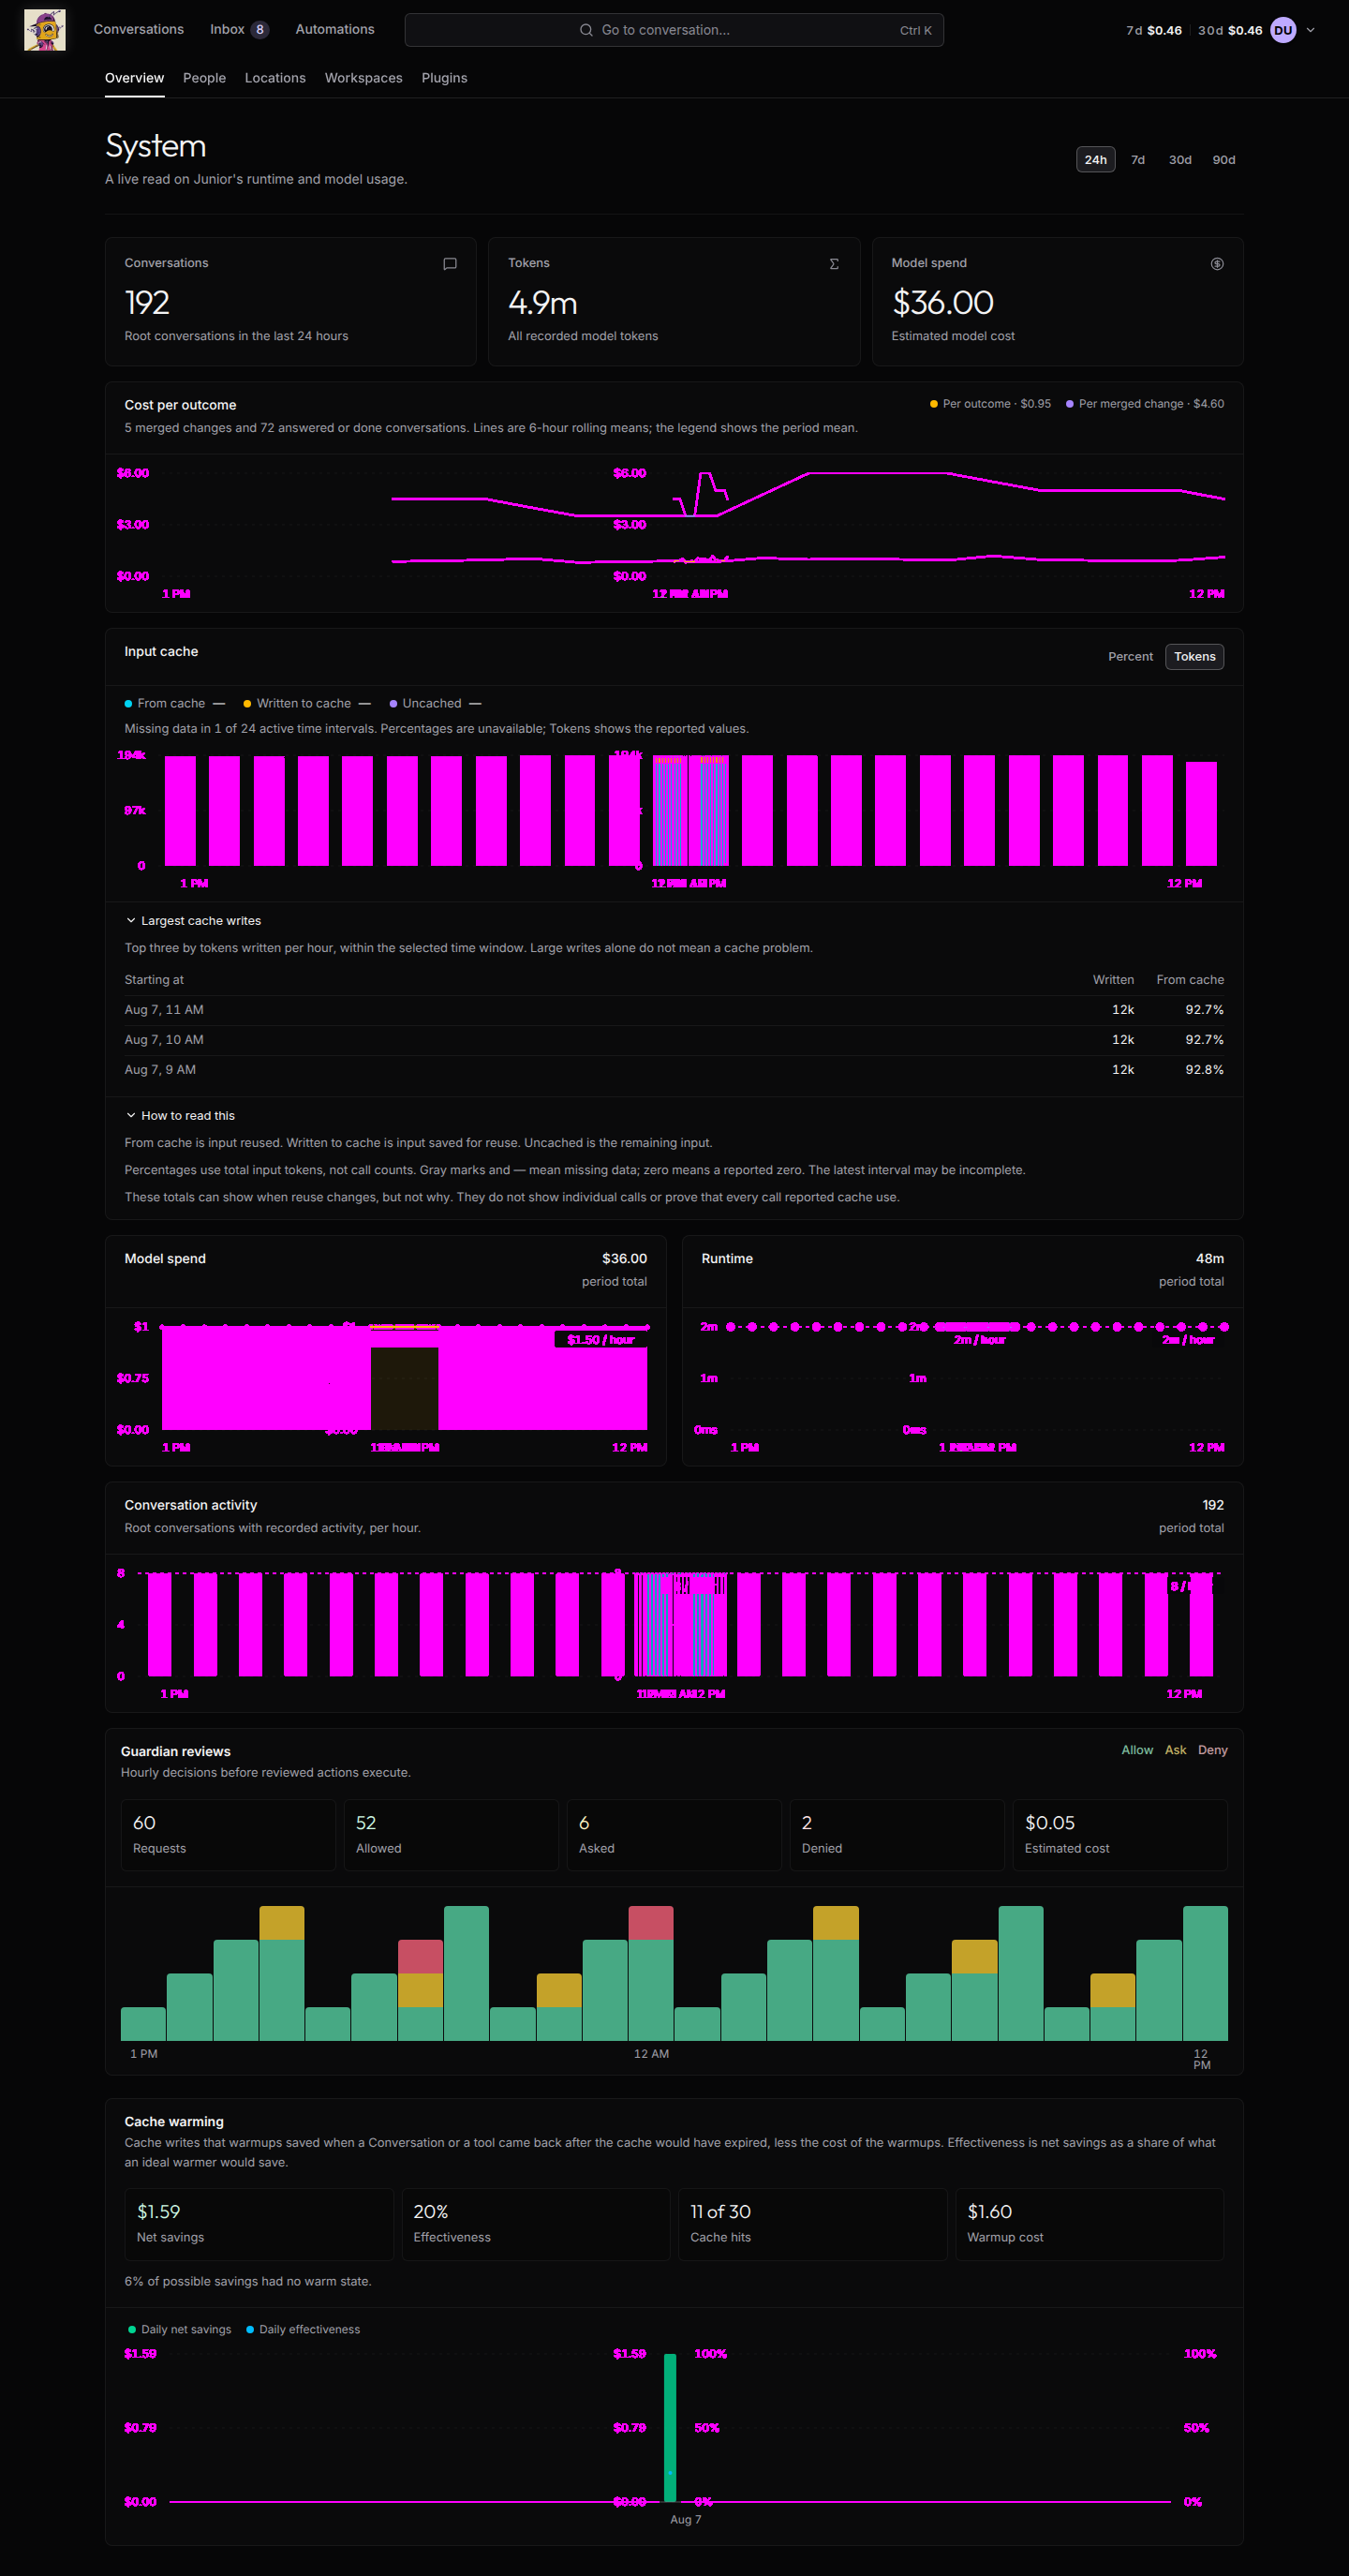 Conversations
Inbox 8
Automations
Go to conversation...
Ctrl K
7d $0.46
30d $0.46
DU
Overview
People
Locations
Workspaces
Plugins
System
A live read on Junior's runtime and model usage.
24h
7d
30d
90d
Conversations
192
Root conversations in the last 24 hours
Tokens
4.9m
All recorded model tokens
Model spend
$36.00
Estimated model cost
Cost per outcome
Per outcome · $0.95
Per merged change · $4.60
5 merged changes and 72 answered or done conversations. Lines are 6-hour rolling means; the legend shows the period mean.
$6.00
$6.00
$3.00
$3.00
$0.00
$0.00
1 PM
12 PM
Input cache
Percent
Tokens
From cache —
Written to cache —
Uncached —
Missing data in 1 of 24 active time intervals. Percentages are unavailable; Tokens shows the reported values.
194k
97k
0
0
1 PM
12 PM
Largest cache writes
Top three by tokens written per hour, within the selected time window. Large writes alone do not mean a cache problem.
Starting at
Written
From cache
Aug 7, 11 AM
12k
92.7%
Aug 7, 10 AM
12k
92.7%
Aug 7, 9 AM
12k
92.8%
How to read this
From cache is input reused. Written to cache is input saved for reuse. Uncached is the remaining input.
Percentages use total input tokens, not call counts. Gray marks and — mean missing data; zero means a reported zero. The latest interval may be incomplete.
These totals can show when reuse changes, but not why. They do not show individual calls or prove that every call reported cache use.
Model spend
$36.00
period total
$1
$1.50 / hour
$0.75
$0.00
1 PM
12 PM
Runtime
48m
period total
2m
2m / hour
2m / hour
1m
1m
0ms
0ms
1 PM
12 PM
Conversation activity
192
Root conversations with recorded activity, per hour.
period total
8
4
0
1 PM
12 PM
12 PM
Guardian reviews
Allow
Ask
Deny
Hourly decisions before reviewed actions execute.
60
Requests
52
Allowed
6
Asked
2
Denied
$0.05
Estimated cost
1 PM
12 AM
12
PM
Cache warming
Cache writes that warmups saved when a Conversation or a tool came back after the cache would have expired, less the cost of the warmups. Effectiveness is net savings as a share of what
an ideal warmer would save.
$1.59
Net savings
20%
Effectiveness
11 of 30
Cache hits
$1.60
Warmup cost
6% of possible savings had no warm state.
Daily net savings
Daily effectiveness
$1.59
$1.59
100%
100%
$0.79
$0.79
50%
50%
$0.00
$0.00
0%
0%
Aug 7